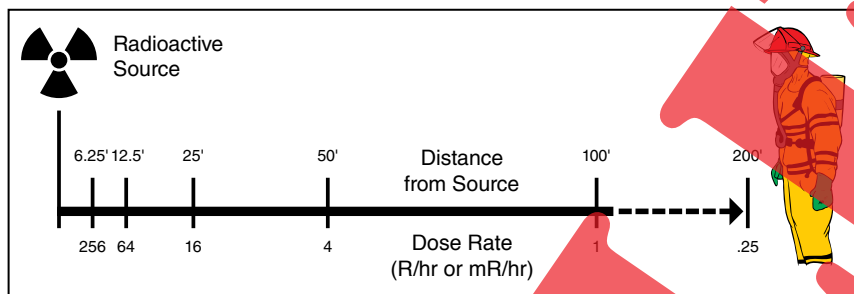 Radioactive
Source
6.25' 12.5' 25' 50' 100' 200'
Distance
from Source
256 64 16 4 1 .25
Dose Rate
(R/hr or mR/hr)